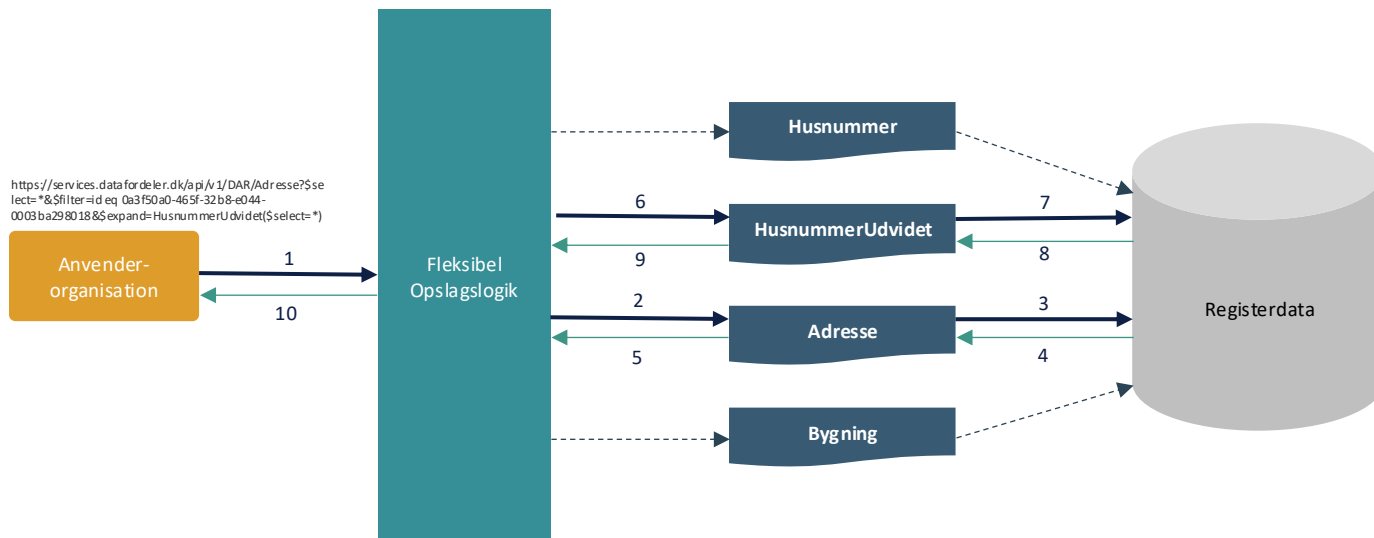 https://services.datafordeler.dk/api/v1/DAR/Adresse?$se
lect=*&$filter=id eq 0a3f50a0-465f-32b8-e044-
0003ba298018&$expand=HusnummerUdvidet($select=*)
Anvender-
organisation
1
10
Fleksibel
Opslagslogik
Husnummer
6
HusnummerUdvidet
7
9
8
2
Adresse
3
5
4
Bygning
Registerdata